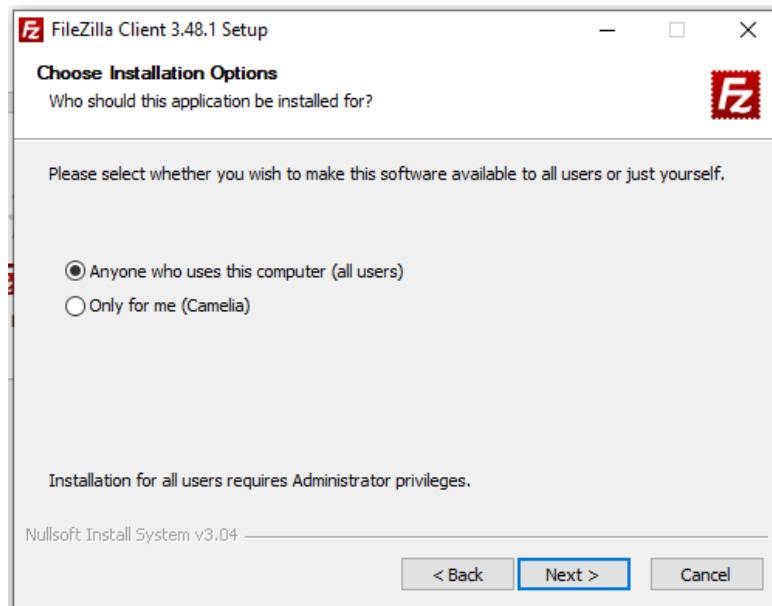 FileZilla Client 3.48.1 Setup
Choose Installation Options
Who should this application be installed for?
Fz
Please select whether you wish to make this software available to all users or just yourself.
Anyone who uses this computer (all users)
Only for me (Camelia)
Installation for all users requires Administrator privileges.
Nullsoft Install System v3.04
< Back Next > Cancel